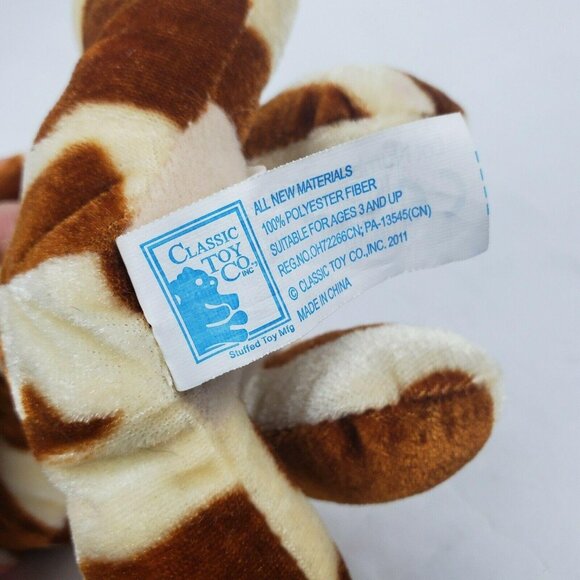 CLASSIC
TOY
CO.
INC.™
Stuffed Toy Mfg
ALL NEW MATERIALS
100% POLYESTER FIBER
SUITABLE FOR AGES 3 AND UP
REG.NO.OH72266CN; PA-13545(CN)
© CLASSIC TOY CO.,INC. 2011
MADE IN CHINA